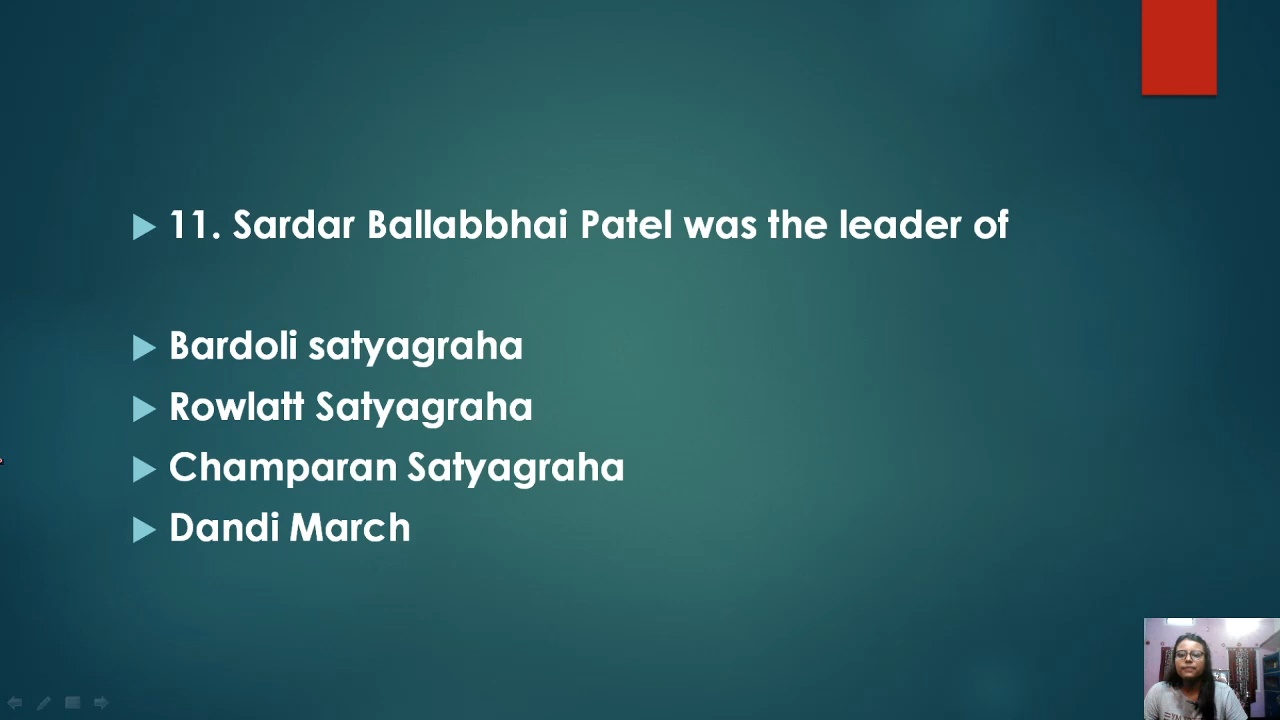 11. Sardar Ballabbhai Patel was the leader of
Bardoli satyagraha
Rowlatt Satyagraha
Champaran Satyagraha
Dandi March